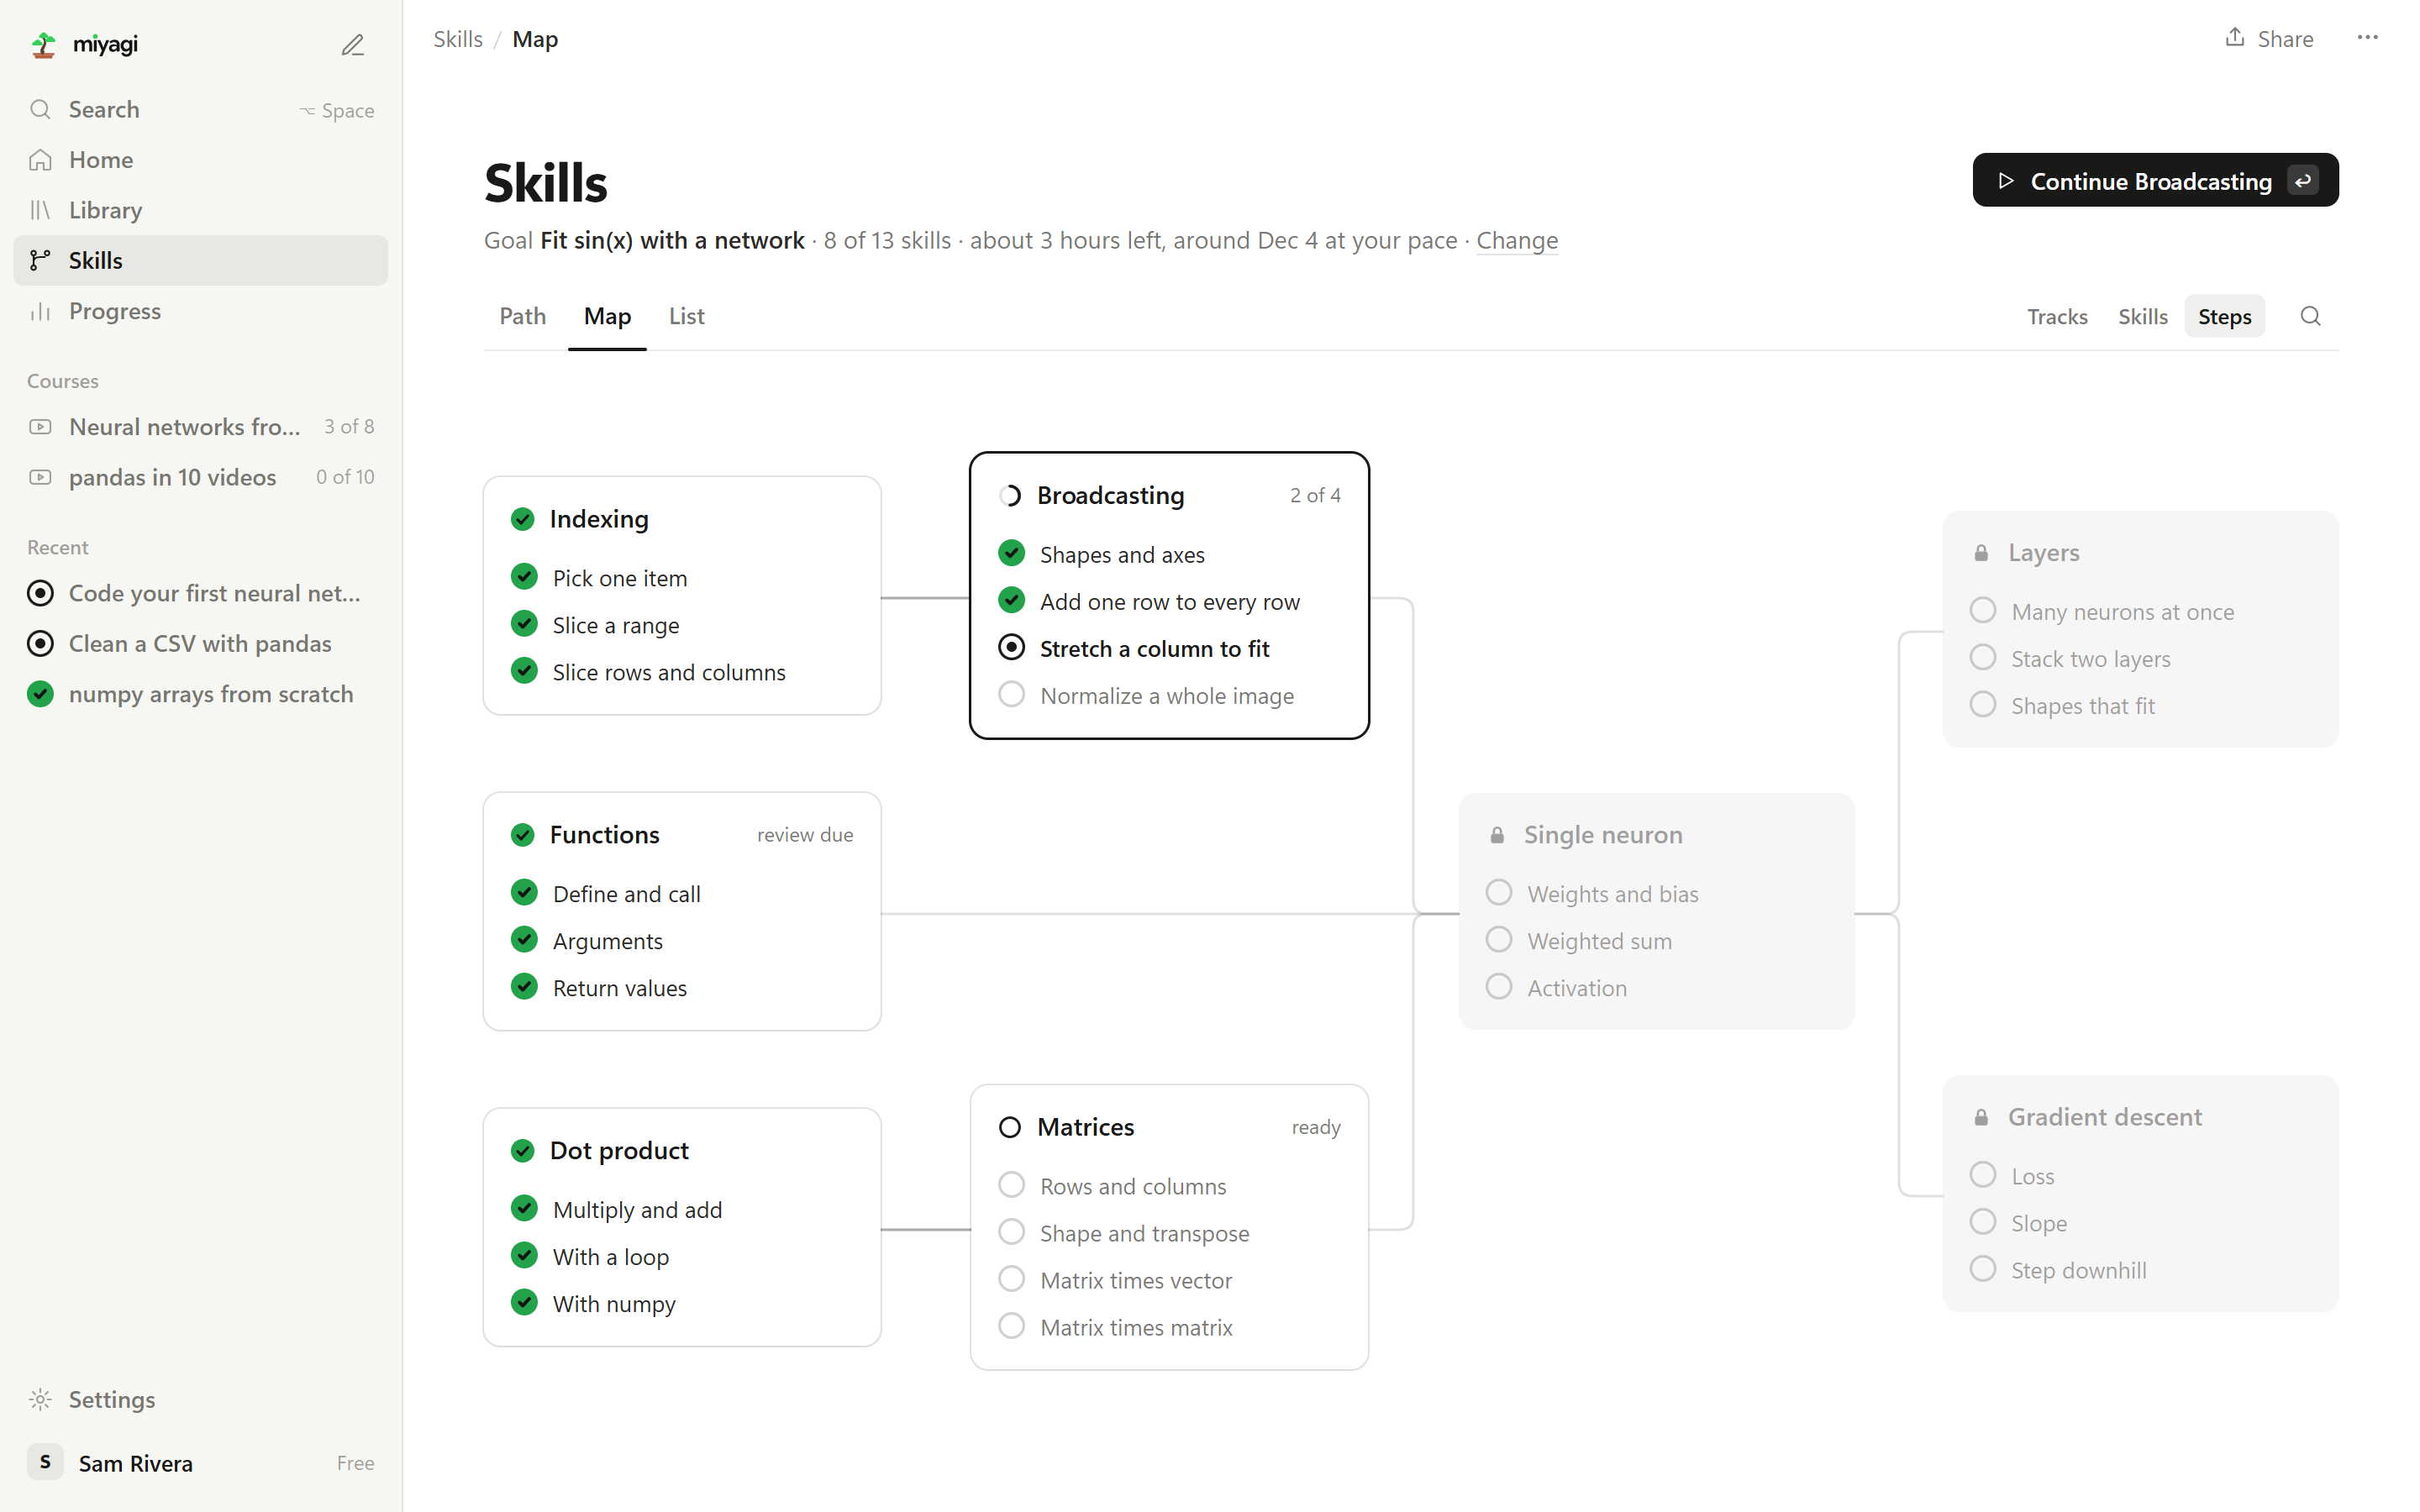 miyagi
Search
⌥ Space
Home
Library
Skills
Progress
Courses
Neural networks fro...
3 of 8
pandas in 10 videos
0 of 10
Recent
Code your first neural net...
Clean a CSV with pandas
numpy arrays from scratch
Settings
S
Sam Rivera
Free
Skills / Map
Share
Skills
Continue Broadcasting
Goal Fit sin(x) with a network · 8 of 13 skills · about 3 hours left, around Dec 4 at your pace · Change
Path
Map
List
Tracks
Skills
Steps
Indexing
Pick one item
Slice a range
Slice rows and columns
Broadcasting
2 of 4
Shapes and axes
Add one row to every row
Stretch a column to fit
Normalize a whole image
Functions
review due
Define and call
Arguments
Return values
Dot product
Multiply and add
With a loop
With numpy
Matrices
ready
Rows and columns
Shape and transpose
Matrix times vector
Matrix times matrix
Single neuron
Weights and bias
Weighted sum
Activation
Layers
Many neurons at once
Stack two layers
Shapes that fit
Gradient descent
Loss
Slope
Step downhill